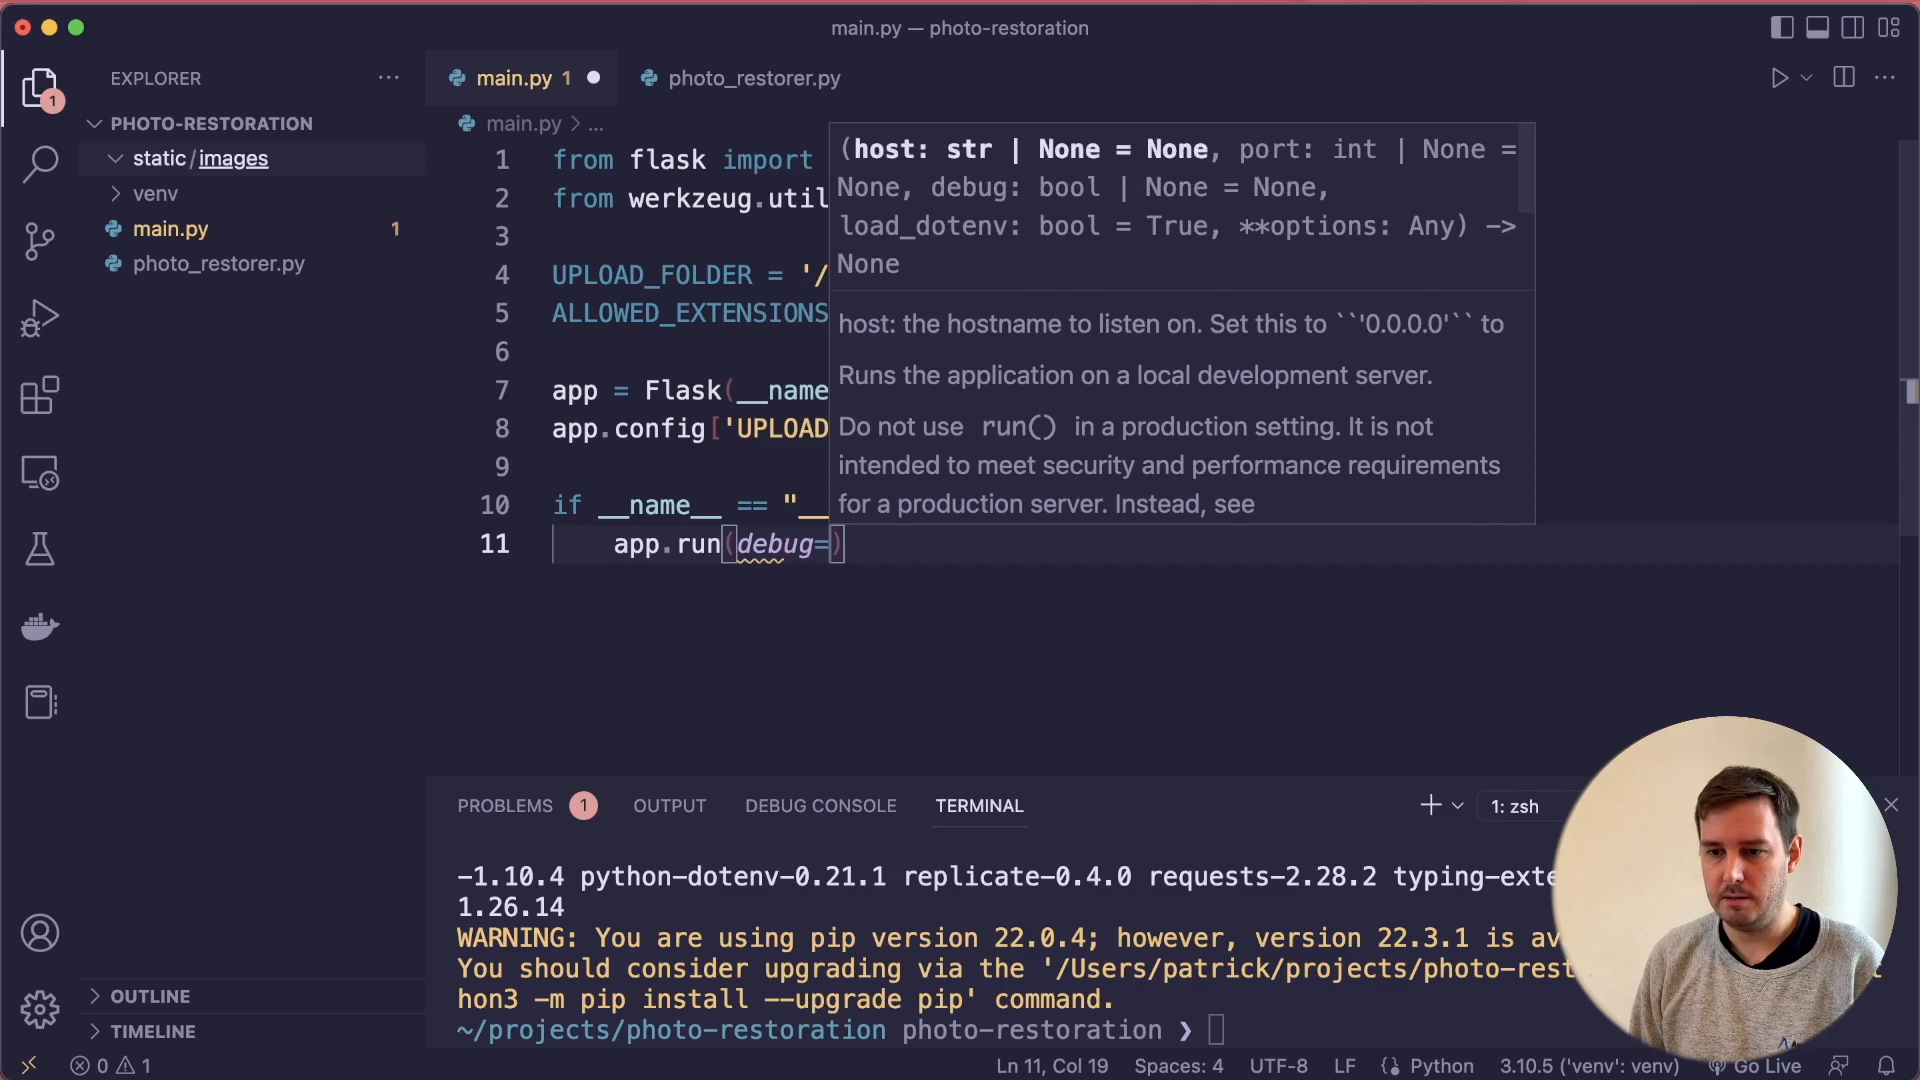 main.py — photo-restoration
EXPLORER
main.py 1
photo_restorer.py
1
PHOTO-RESTORATION
static/images
venv
main.py 1
photo_restorer.py
main.py > ...
1 from flask import
2 from werkzeug.util
3
4 UPLOAD_FOLDER = '/
5 ALLOWED_EXTENSIONS
6
7 app = Flask(__name
8 app.config['UPLOAD
9
10 if __name__ == "__
11 app.run(debug=)
(host: str | None = None, port: int | None =
None, debug: bool | None = None,
load_dotenv: bool = True, **options: Any) ->
None
host: the hostname to listen on. Set this to ``'0.0.0.0'`` to
Runs the application on a local development server.
Do not use run() in a production setting. It is not
intended to meet security and performance requirements
for a production server. Instead, see
PROBLEMS 1 OUTPUT DEBUG CONSOLE TERMINAL
1: zsh
-1.10.4 python-dotenv-0.21.1 replicate-0.4.0 requests-2.28.2 typing-exte
1.26.14
WARNING: You are using pip version 22.0.4; however, version 22.3.1 is av
You should consider upgrading via the '/Users/patrick/projects/photo-rest
hon3 -m pip install --upgrade pip' command.
~/projects/photo-restoration photo-restoration ❯
OUTLINE
TIMELINE
0 1
Ln 11, Col 19 Spaces: 4 UTF-8 LF Python 3.10.5 ('venv': venv) Go Live